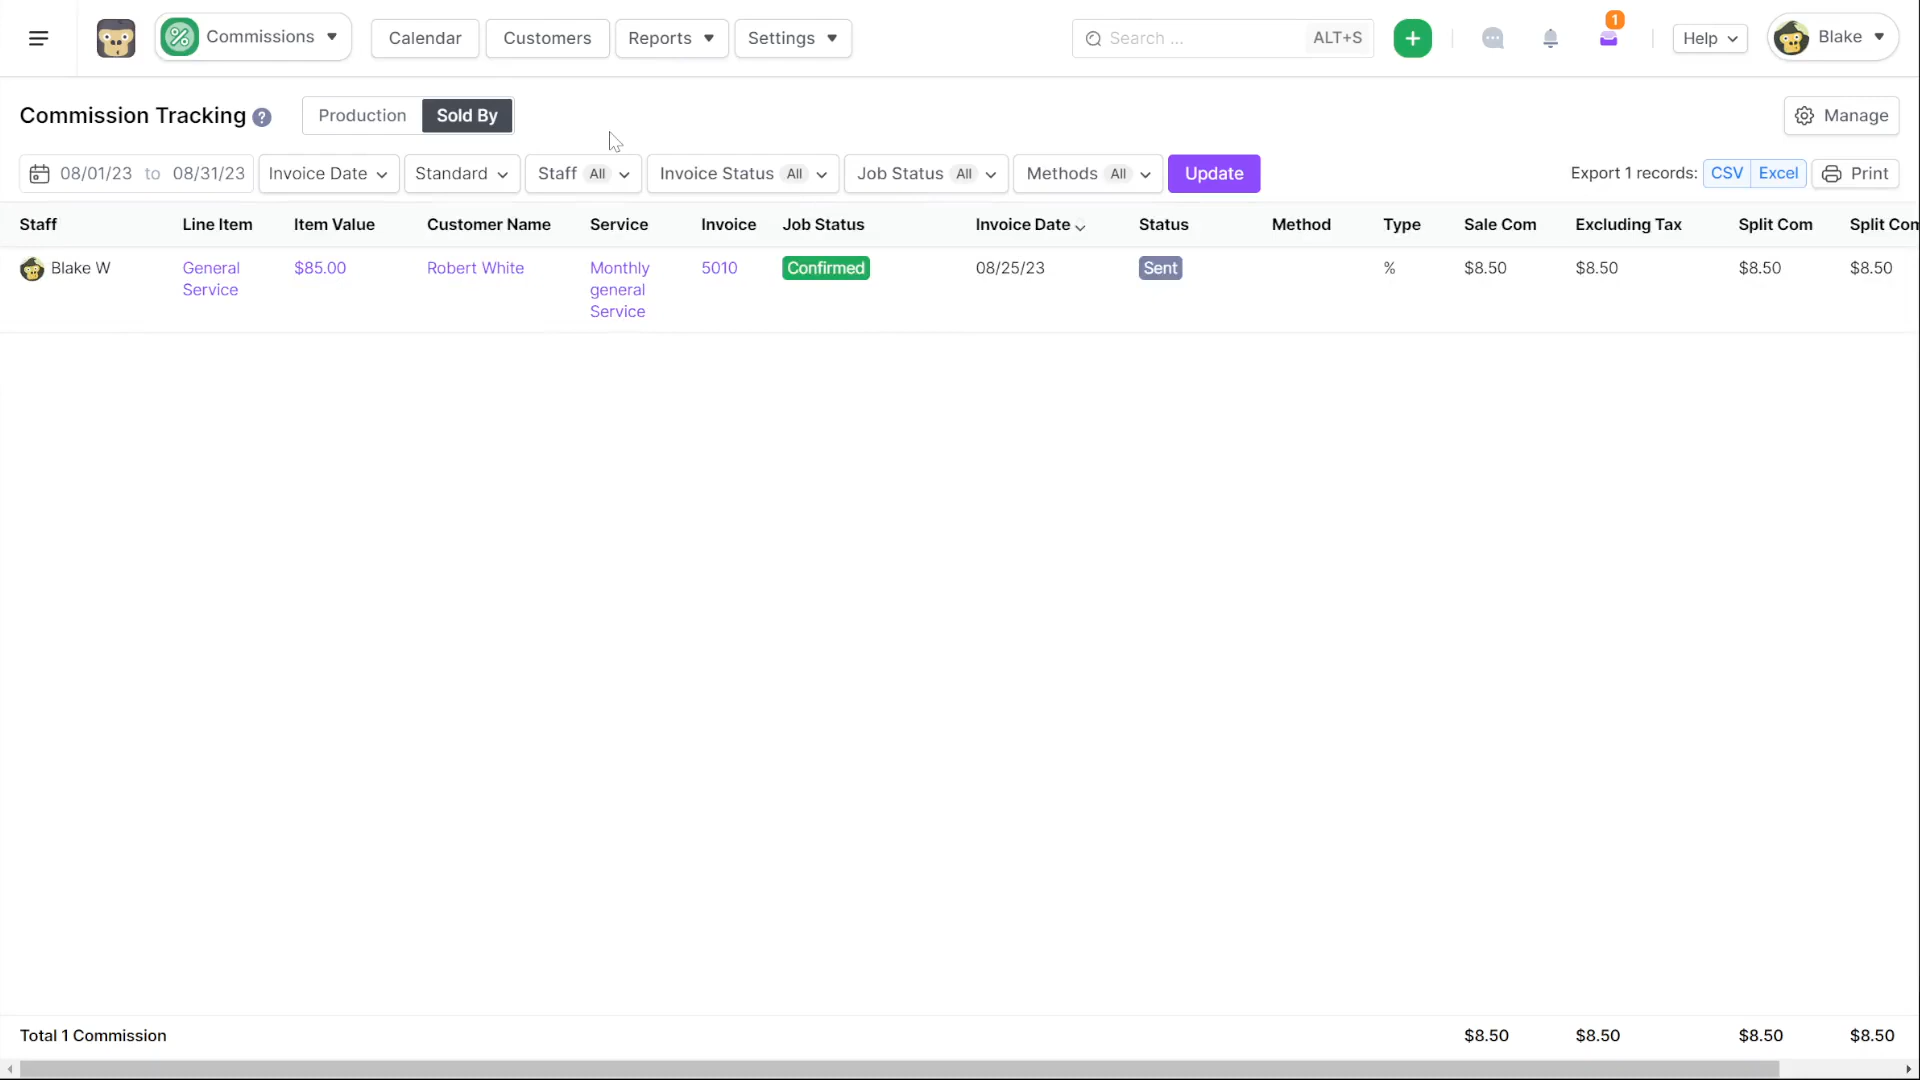 Commissions
Calendar
Customers
Reports
Settings
Search ...
ALT+S
1
Help
Blake
Commission Tracking ?
Production
Sold By
Manage
08/01/23 to 08/31/23
Invoice Date
Standard
Staff All
Invoice Status All
Job Status All
Methods All
Update
Export 1 records:
CSV
Excel
Print
Staff
Line Item
Item Value
Customer Name
Service
Invoice
Job Status
Invoice Date
Status
Method
Type
Sale Com
Excluding Tax
Split Com
Split Com
Blake W
General
Service
$85.00
Robert White
Monthly
general
Service
5010
Confirmed
08/25/23
Sent
%
$8.50
$8.50
$8.50
$8.50
Total 1 Commission
$8.50
$8.50
$8.50
$8.50